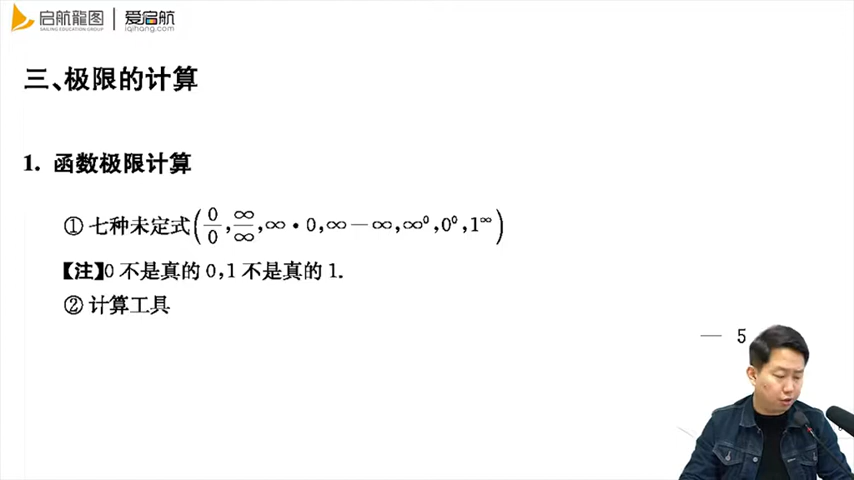 启航龍图 | 爱启航
SAILING EDUCATION GROUP iqihang.com
三、极限的计算
1. 函数极限计算
① 七种未定式(0/0, ∞/∞, ∞·0, ∞-∞, ∞⁰, 0⁰, 1^∞)
【注】0 不是真的 0,1 不是真的 1.
② 计算工具
— 5